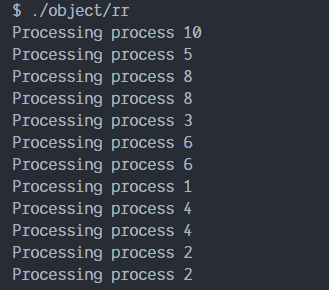 $ ./object/rr
Processing process 10
Processing process 5
Processing process 8
Processing process 8
Processing process 3
Processing process 6
Processing process 6
Processing process 1
Processing process 4
Processing process 4
Processing process 2
Processing process 2